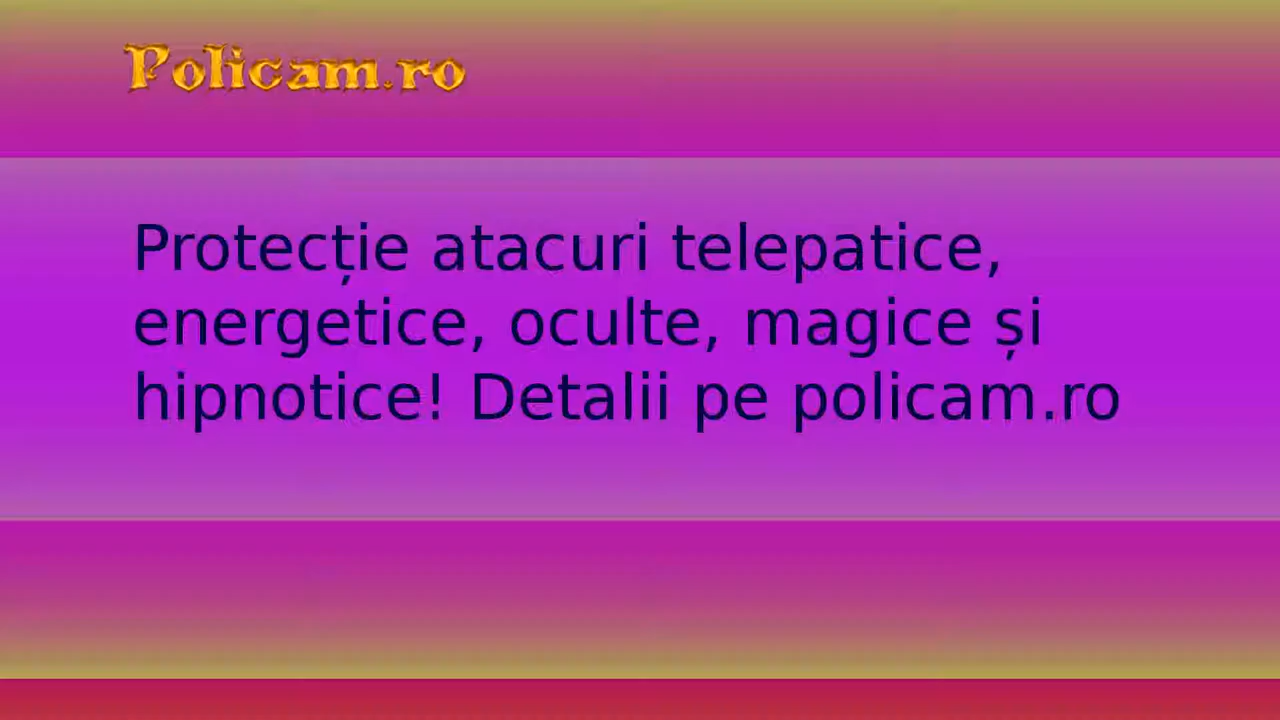 Policam.ro
Protecție atacuri telepatice,
energetice, oculte, magice și
hipnotice! Detalii pe policam.ro